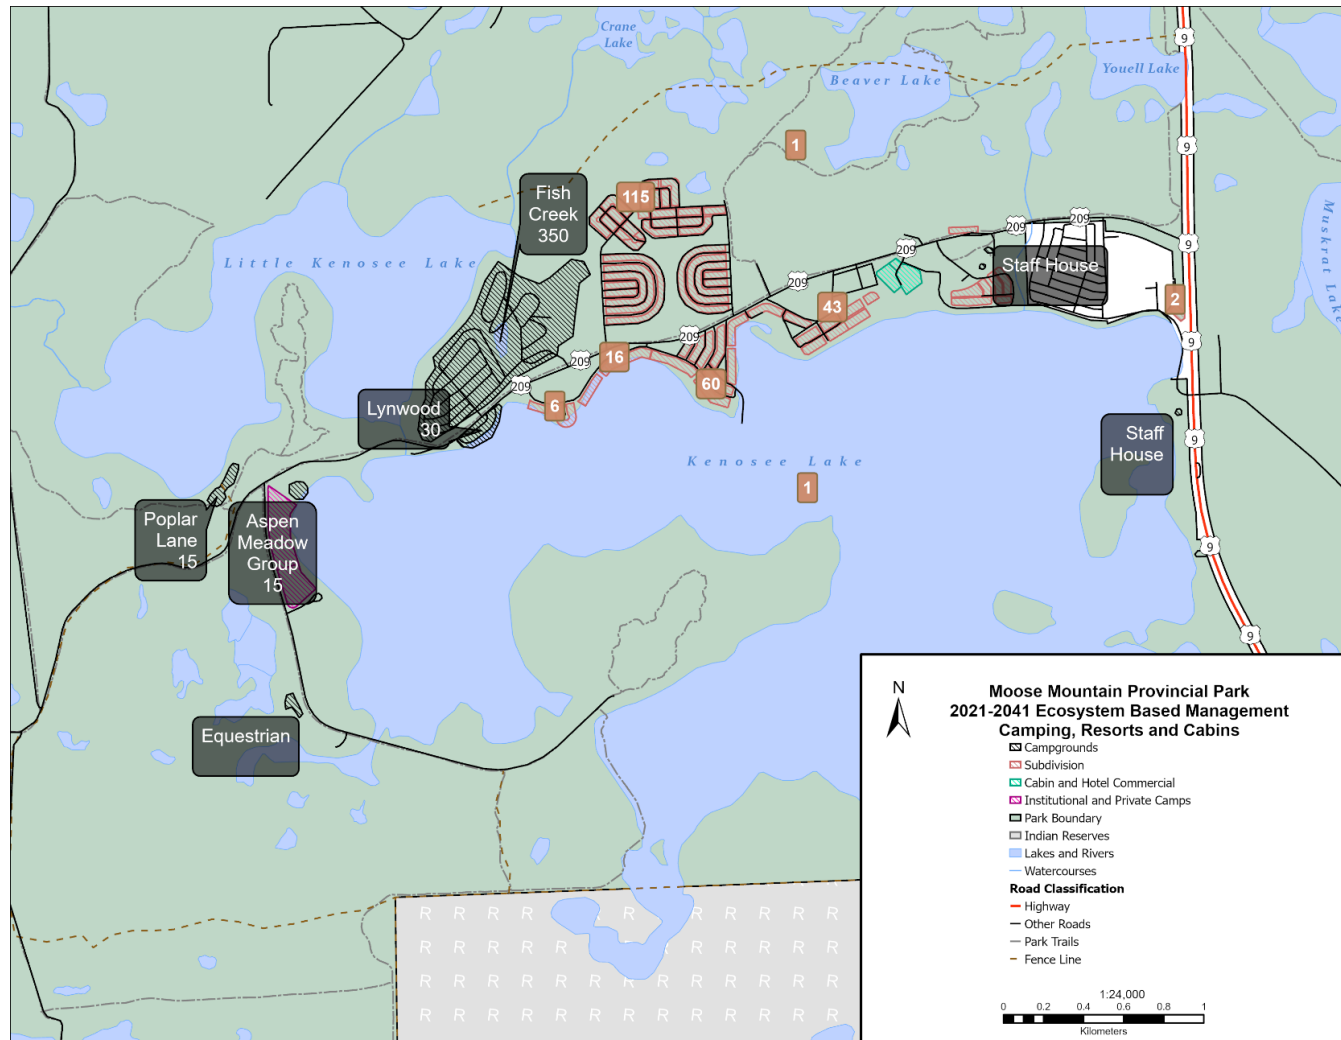 Crane
Lake
Beaver Lake
Youell Lake
9
1
9
Fish
Creek
350
115
Muskrat Lake
209
209
9
209
Little Kenosee Lake
Staff House
209
2
43
209
9
16
209
209
60
6
Lynwood
30
Staff
House
9
Kenosee Lake
1
Poplar
Lane
15
Aspen
Meadow
Group
15
9
9
Equestrian
N
Moose Mountain Provincial Park
2021-2041 Ecosystem Based Management
Camping, Resorts and Cabins
Campgrounds
Subdivision
Cabin and Hotel Commercial
Institutional and Private Camps
Park Boundary
Indian Reserves
Lakes and Rivers
Watercourses
Road Classification
Highway
Other Roads
Park Trails
Fence Line
1:24,000
0 0.2 0.4 0.6 0.8 1
Kilometers
R R R R R R R R R R R R R
R R R R R R R R R R R
R R R R R R R R R R R R R
R R R R R R R R R R R R R